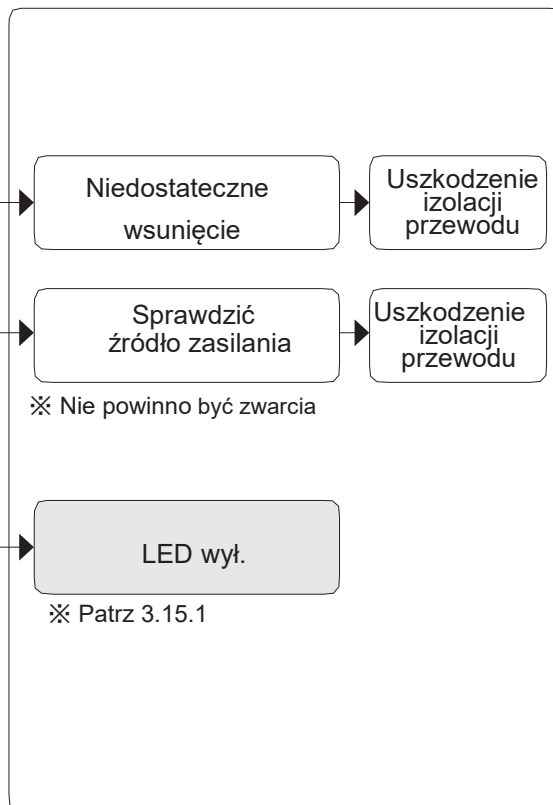 Niedostateczne
wsunięcie
Uszkodzenie
izolacji
przewodu
Sprawdzić
źródło zasilania
Uszkodzenie
izolacji
przewodu
※ Nie powinno być zwarcia
LED wył.
※ Patrz 3.15.1